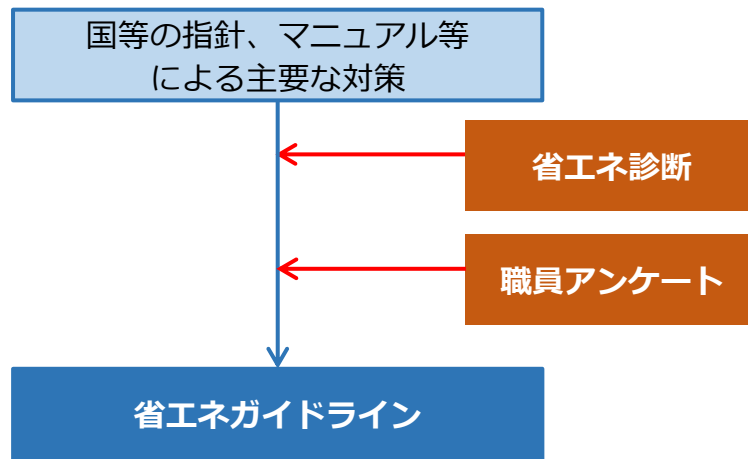 国等の指針、マニュアル等
による主要な対策
省エネ診断
職員アンケート
省エネガイドライン